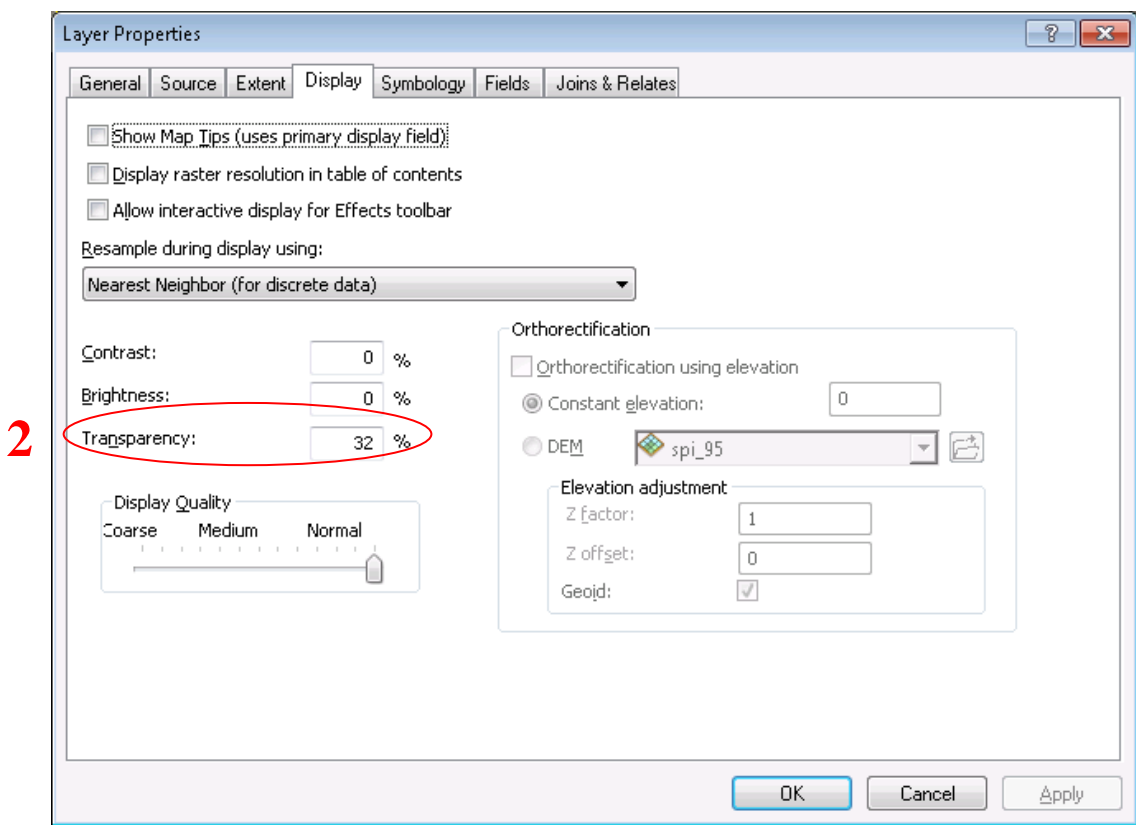 Layer Properties
General Source Extent Display Symbology Fields Joins & Relates
Show Map Tips (uses primary display field)
Display raster resolution in table of contents
Allow interactive display for Effects toolbar
Resample during display using:
Nearest Neighbor (for discrete data)
Contrast: 0 %
Brightness: 0 %
2 Transparency: 32 %
Display Quality
Coarse Medium Normal
Orthorectification
Orthorectification using elevation
Constant elevation: 0
DEM spi_95
Elevation adjustment
Z factor: 1
Z offset: 0
Geoid:
OK Cancel Apply